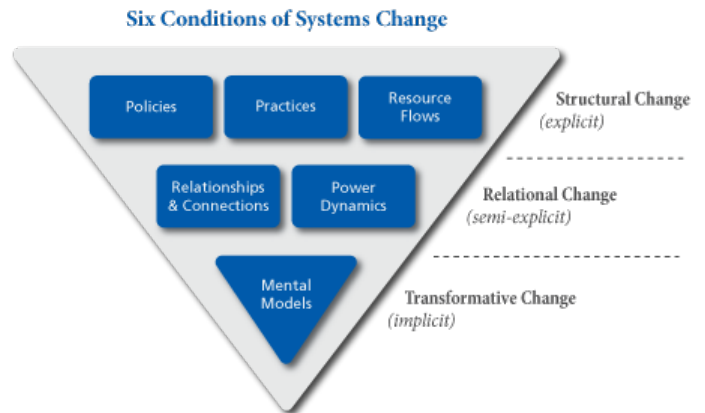 Six Conditions of Systems Change
Policies
Practices
Resource
Flows
Structural Change
(explicit)
Relationships
& Connections
Power
Dynamics
Relational Change
(semi-explicit)
Mental
Models
Transformative Change
(implicit)